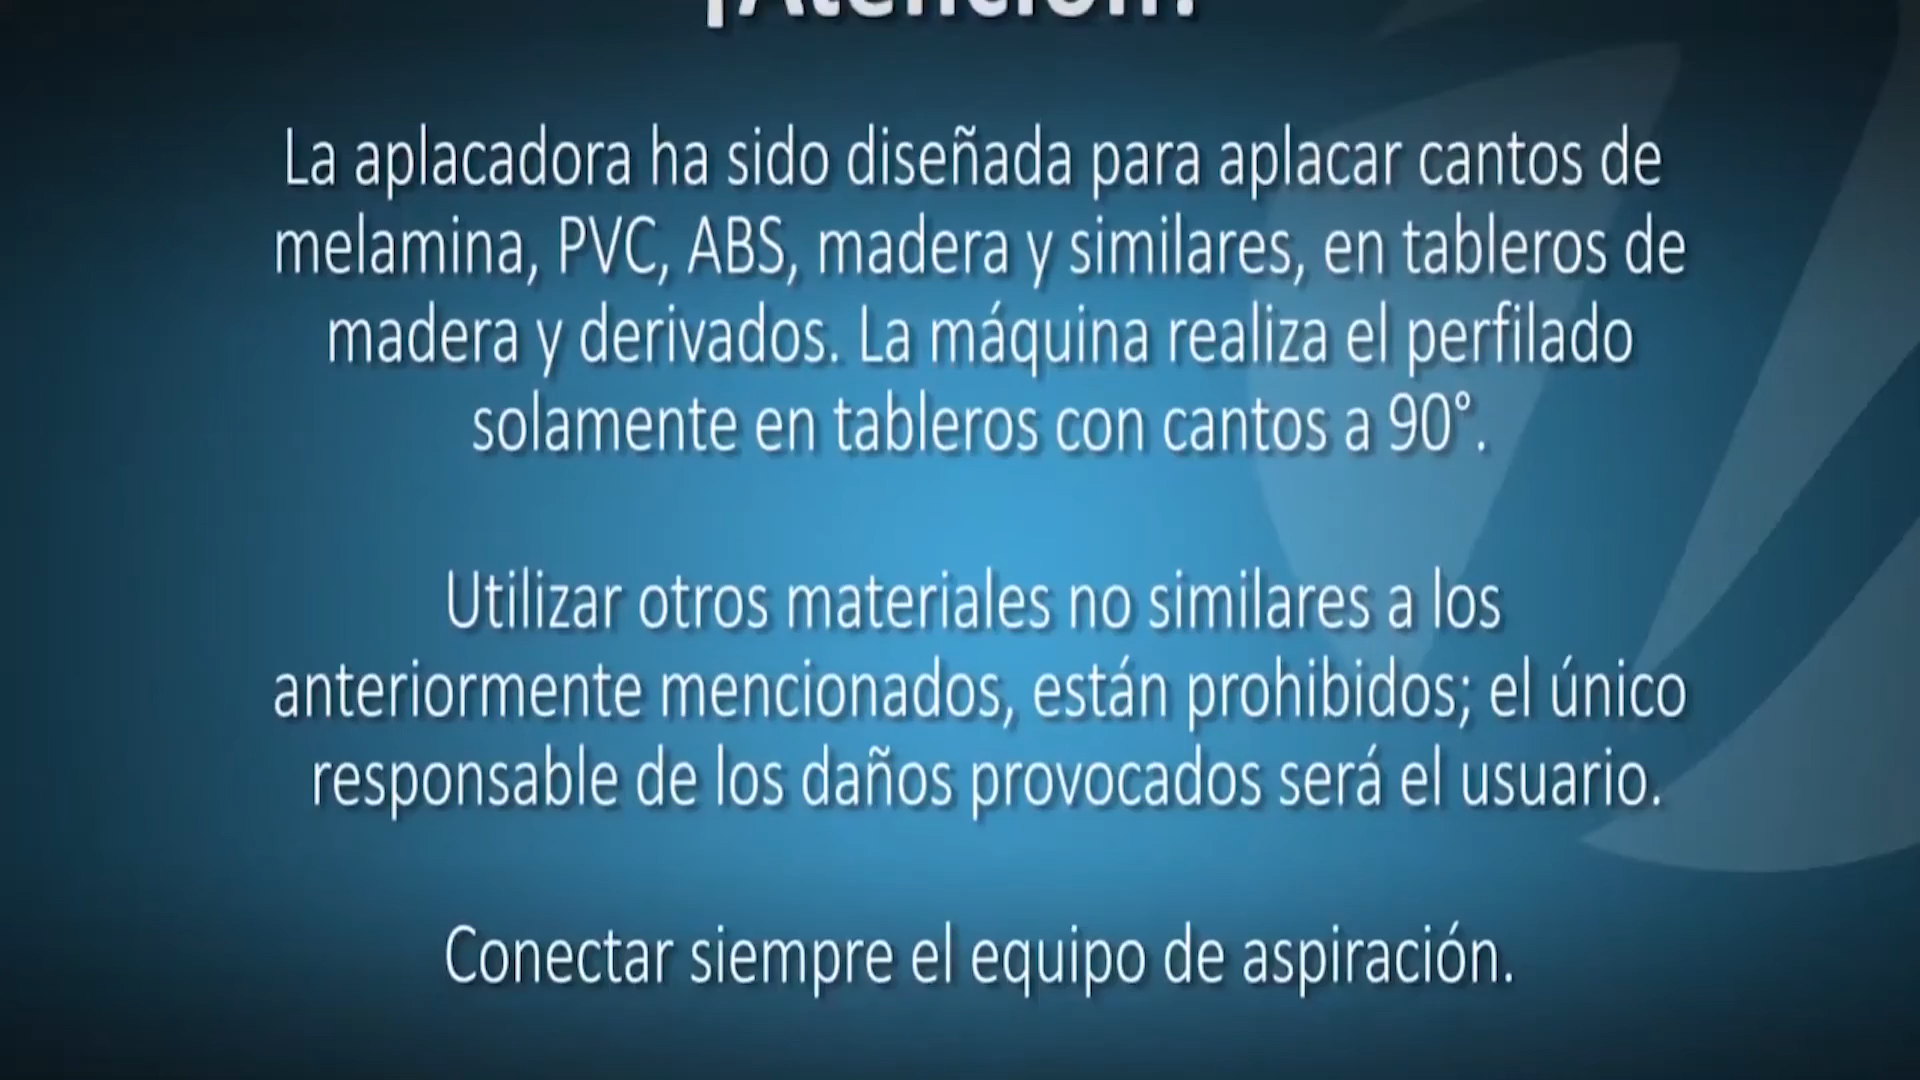 ¡Atención!
La aplacadora ha sido diseñada para aplacar cantos de
melamina, PVC, ABS, madera y similares, en tableros de
madera y derivados. La máquina realiza el perfilado
solamente en tableros con cantos a 90°.
Utilizar otros materiales no similares a los
anteriormente mencionados, están prohibidos; el único
responsable de los daños provocados será el usuario.
Conectar siempre el equipo de aspiración.